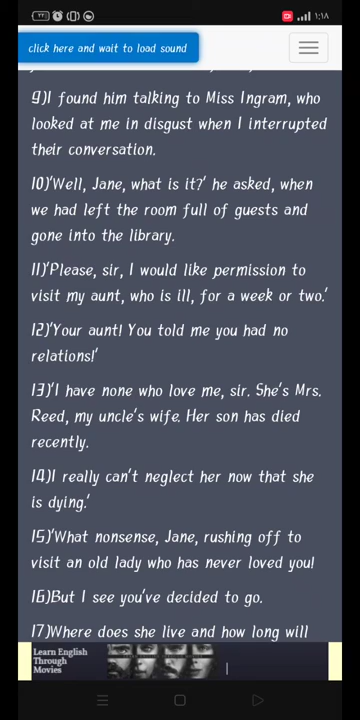 ١:١٨
click here and wait to load sound
9)I found him talking to Miss Ingram, who
looked at me in disgust when I interrupted
their conversation.
10)'Well, Jane, what is it?' he asked, when
we had left the room full of guests and
gone into the library.
11)'Please, sir, I would like permission to
visit my aunt, who is ill, for a week or two.'
12)'Your aunt! You told me you had no
relations!'
13)'I have none who love me, sir. She's Mrs.
Reed, my uncle's wife. Her son has died
recently.
14)I really can't neglect her now that she
is dying.'
15)'What nonsense, Jane, rushing off to
visit an old lady who has never loved you!
16)But I see you've decided to go.
17)Where does she live and how long will
Learn English
Through
Movies